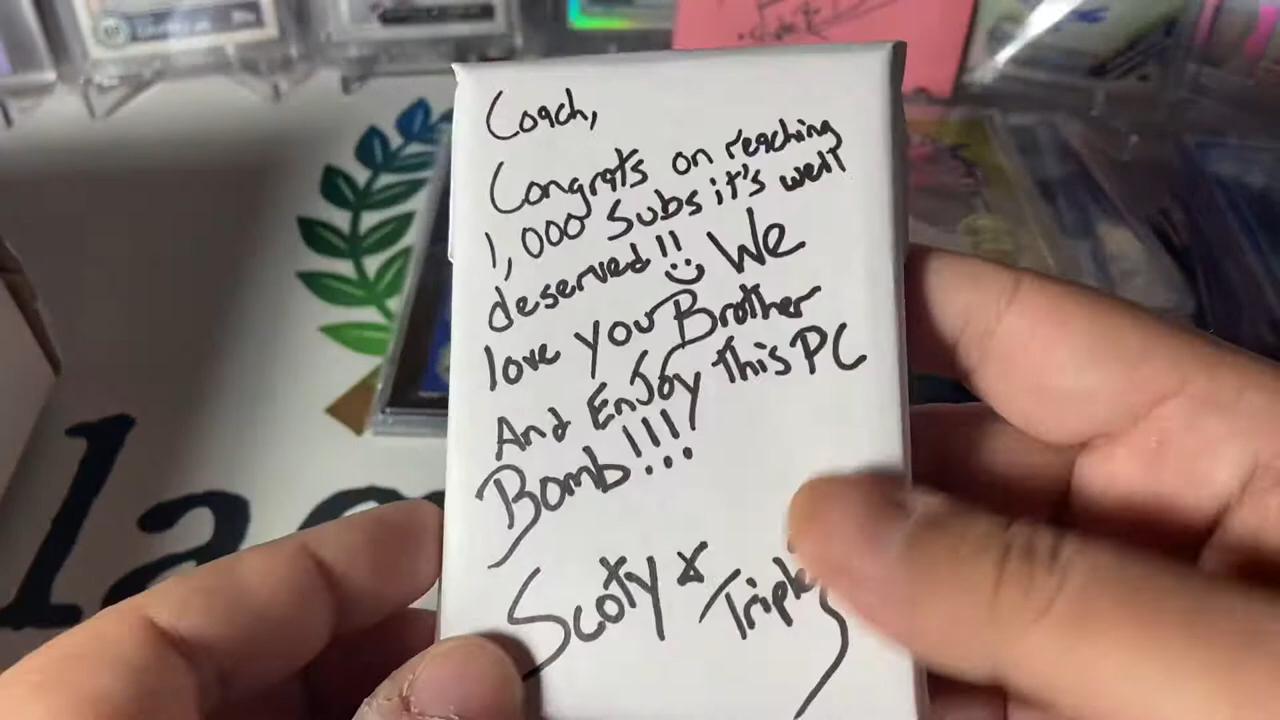 Coach,
Congrats on reaching
1,000 Subs it's well
deserved!! We
love you Brother
And EnJoy This PC
Bomb!!!
Scoty &
la